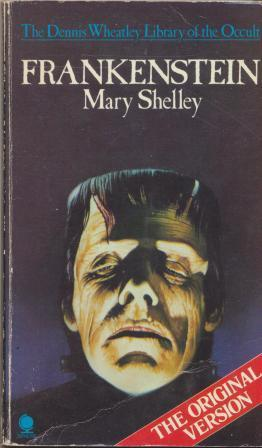 The Dennis Wheatley Library of the Occult
FRANKENSTEIN
Mary Shelley
THE ORIGINAL
VERSION